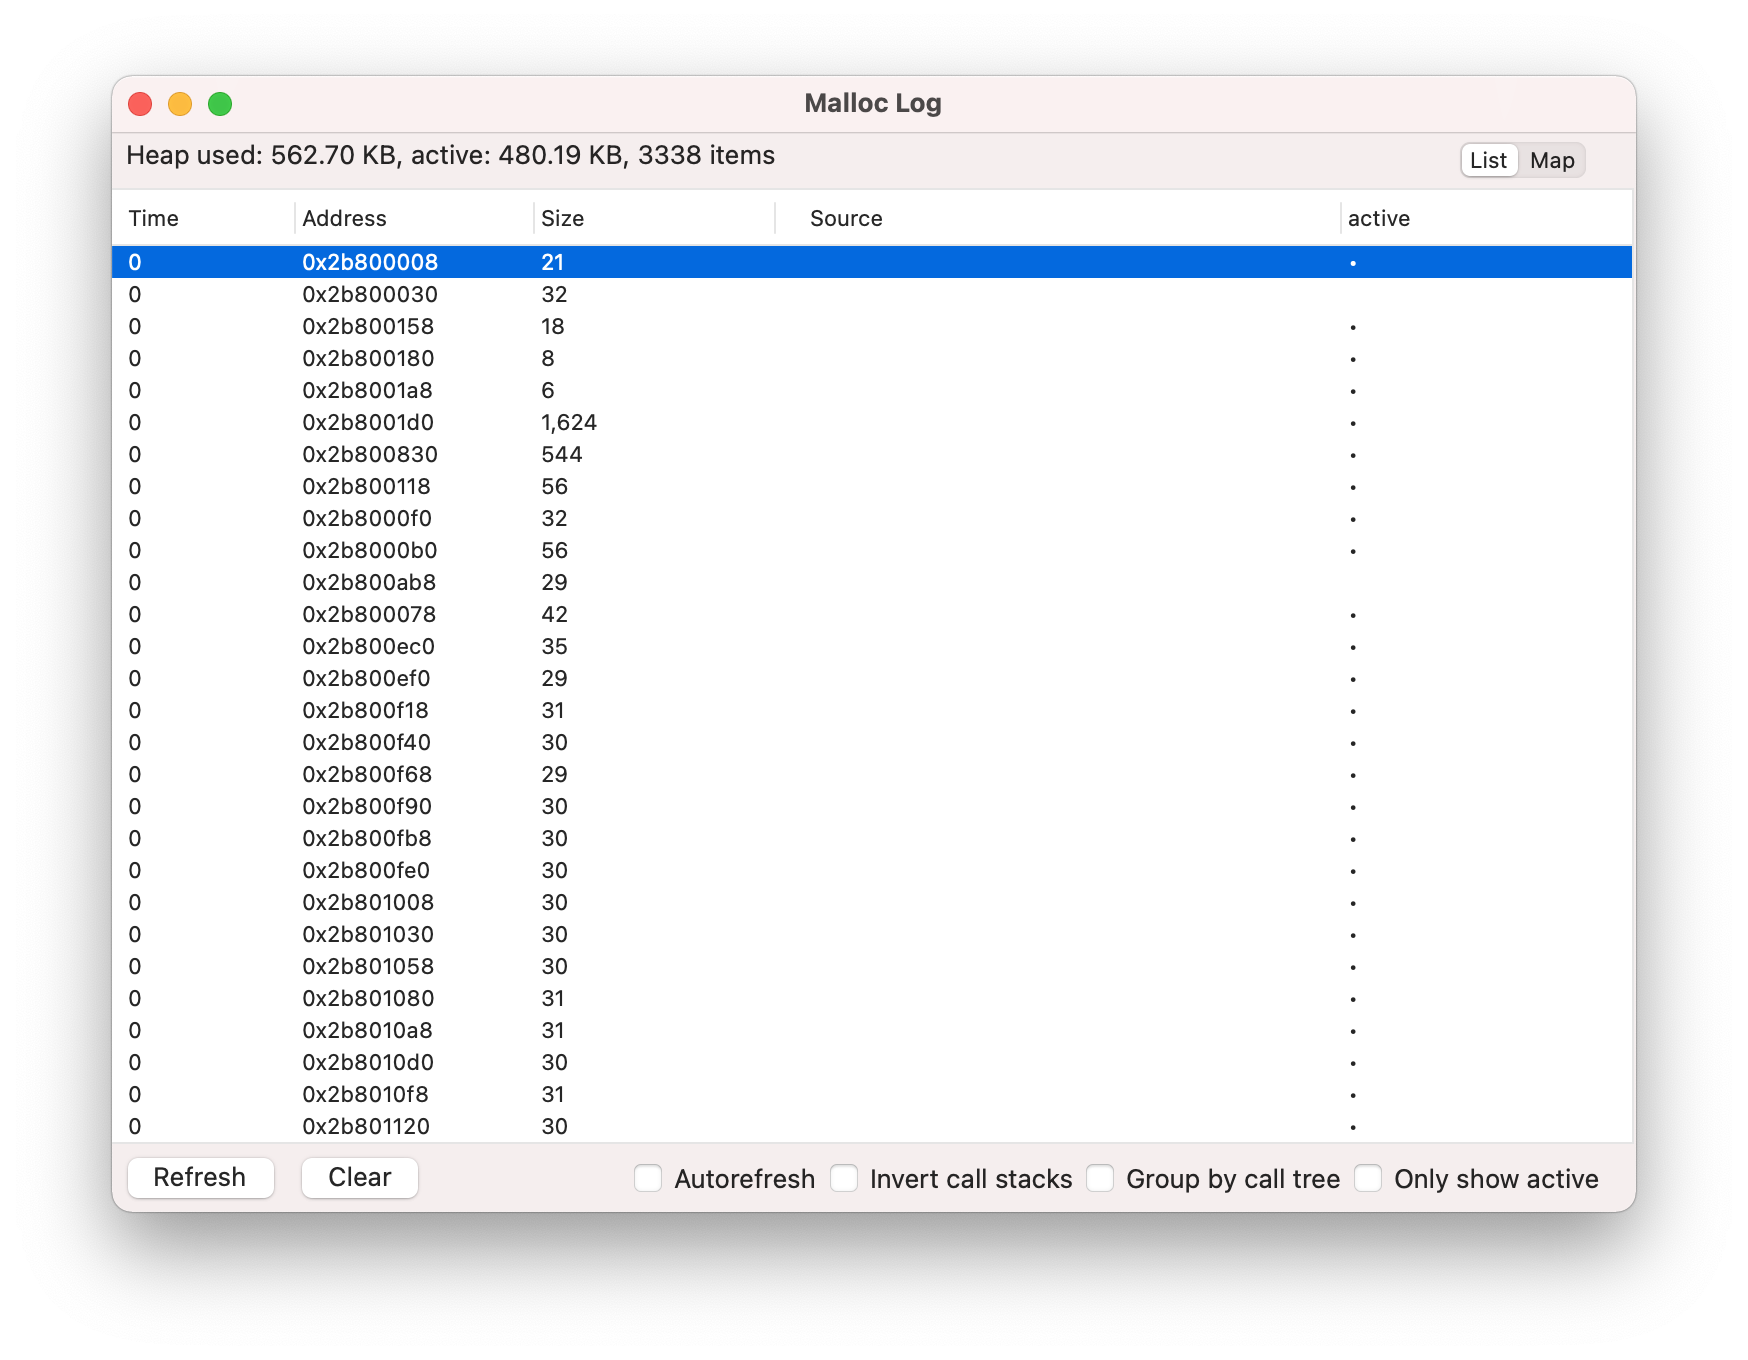 Malloc Log
Heap used: 562.70 KB, active: 480.19 KB, 3338 items List Map
Time Address Size Source active
0 0x2b800008 21 •
0 0x2b800030 32
0 0x2b800158 18 •
0 0x2b800180 8 •
0 0x2b8001a8 6 •
0 0x2b8001d0 1,624 •
0 0x2b800830 544 •
0 0x2b800118 56 •
0 0x2b8000f0 32 •
0 0x2b8000b0 56 •
0 0x2b800ab8 29
0 0x2b800078 42 •
0 0x2b800ec0 35 •
0 0x2b800ef0 29 •
0 0x2b800f18 31 •
0 0x2b800f40 30 •
0 0x2b800f68 29 •
0 0x2b800f90 30 •
0 0x2b800fb8 30 •
0 0x2b800fe0 30 •
0 0x2b801008 30 •
0 0x2b801030 30 •
0 0x2b801058 30 •
0 0x2b801080 31 •
0 0x2b8010a8 31 •
0 0x2b8010d0 30 •
0 0x2b8010f8 31 •
0 0x2b801120 30 •
Refresh Clear Autorefresh Invert call stacks Group by call tree Only show active